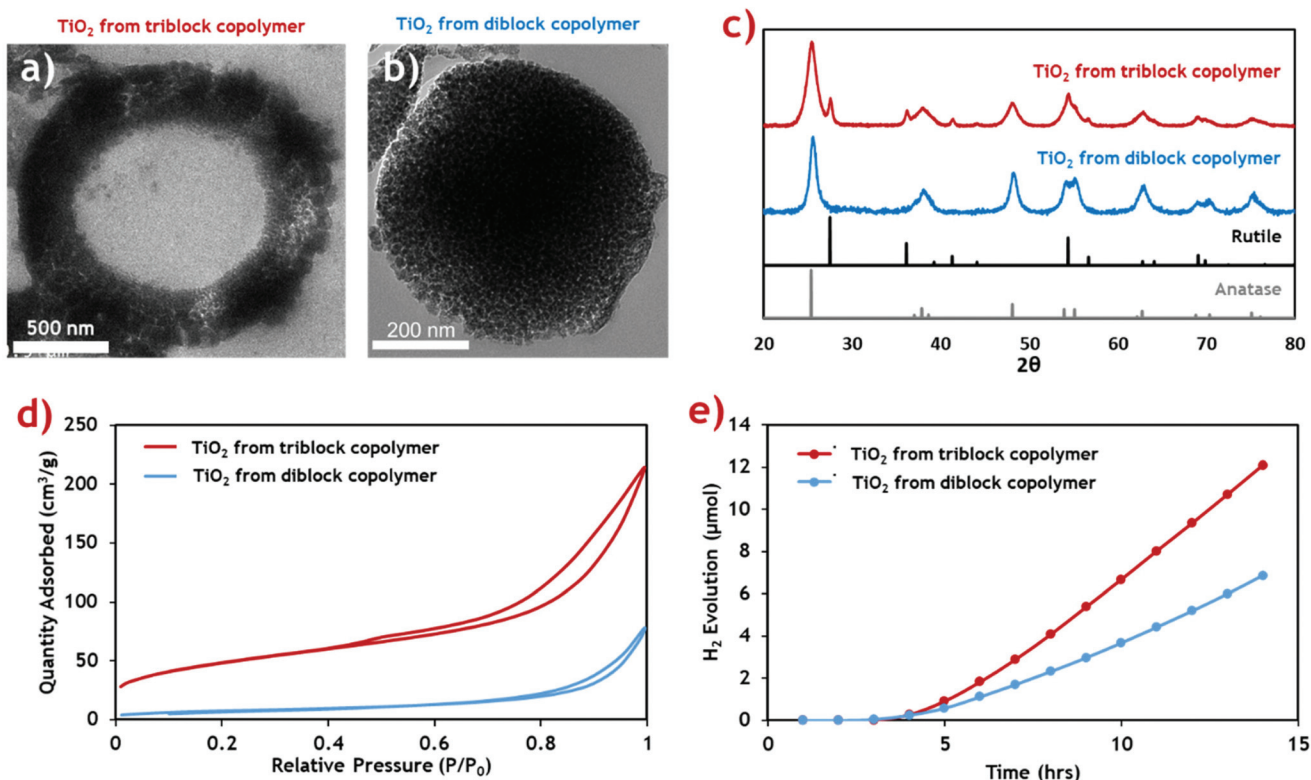 TiO₂ from triblock copolymer
TiO₂ from diblock copolymer
a)
500 nm
b)
200 nm
c)
TiO₂ from triblock copolymer
TiO₂ from diblock copolymer
Rutile
Anatase
20 30 40 50 60 70 80
2θ
d)
Quantity Adsorbed (cm³/g)
250
200
150
100
50
0
TiO₂ from triblock copolymer
TiO₂ from diblock copolymer
0 0.2 0.4 0.6 0.8 1
Relative Pressure (P/P₀)
e)
H₂ Evolution (μmol)
14
12
10
8
6
4
2
0
TiO₂ from triblock copolymer
TiO₂ from diblock copolymer
0 5 10 15
Time (hrs)